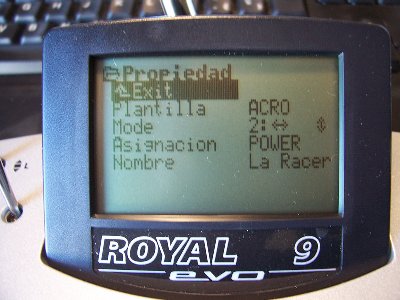 Propiedad
Exit
Plantilla ACRO
Mode 2:↔ ↕
Asignacion POWER
Nombre La Racer
ROYAL 9
evo